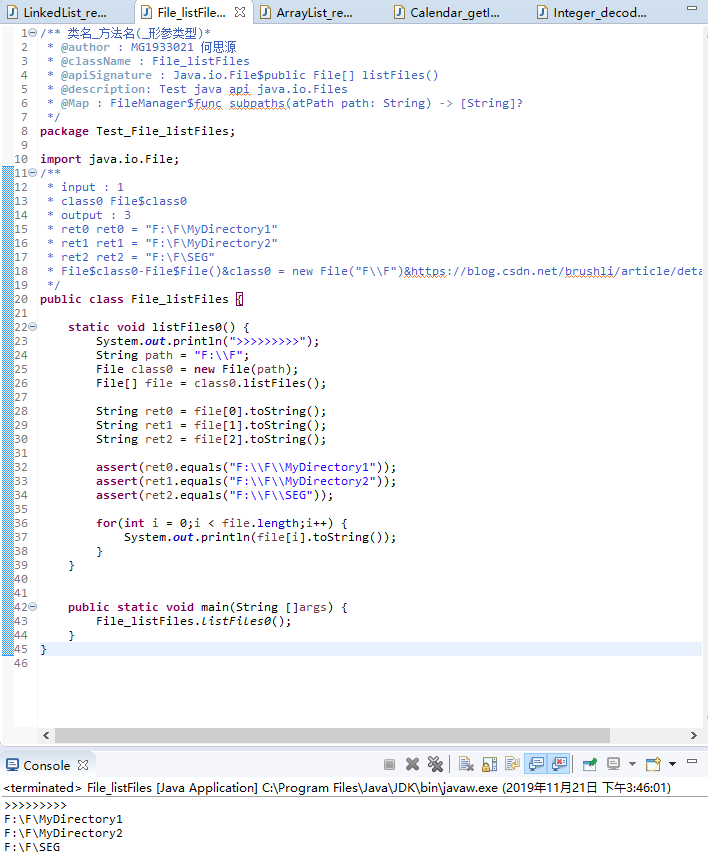 LinkedList_re...
File_listFile...
ArrayList_re...
Calendar_getI...
Integer_decod...
1 /** 类名_方法名(_形参类型)*
2 * @author : MG1933021 何思源
3 * @className : File_listFiles
4 * @apiSignature : Java.io.File$public File[] listFiles()
5 * @description: Test java api java.io.Files
6 * @Map : FileManager$func subpaths(atPath path: String) -> [String]?
7 */
8 package Test_File_listFiles;
9
10 import java.io.File;
11 /**
12 * input : 1
13 * class0 File$class0
14 * output : 3
15 * ret0 ret0 = "F:\F\MyDirectory1"
16 * ret1 ret1 = "F:\F\MyDirectory2"
17 * ret2 ret2 = "F:\F\SEG"
18 * File$class0-File$File()&class0 = new File("F\\F")&https://blog.csdn.net/brushli/article/deta
19 */
20 public class File_listFiles {
21
22 static void listFiles0() {
23 System.out.println(">>>>>>>>>");
24 String path = "F:\\F";
25 File class0 = new File(path);
26 File[] file = class0.listFiles();
27
28 String ret0 = file[0].toString();
29 String ret1 = file[1].toString();
30 String ret2 = file[2].toString();
31
32 assert(ret0.equals("F:\\F\\MyDirectory1"));
33 assert(ret1.equals("F:\\F\\MyDirectory2"));
34 assert(ret2.equals("F:\\F\\SEG"));
35
36 for(int i = 0;i < file.length;i++) {
37 System.out.println(file[i].toString());
38 }
39 }
40
41
42 public static void main(String []args) {
43 File_listFiles.listFiles0();
44 }
45 }
46
Console
<terminated> File_listFiles [Java Application] C:\Program Files\Java\JDK\bin\javaw.exe (2019年11月21日 下午3:46:01)
>>>>>>>>>
F:\F\MyDirectory1
F:\F\MyDirectory2
F:\F\SEG